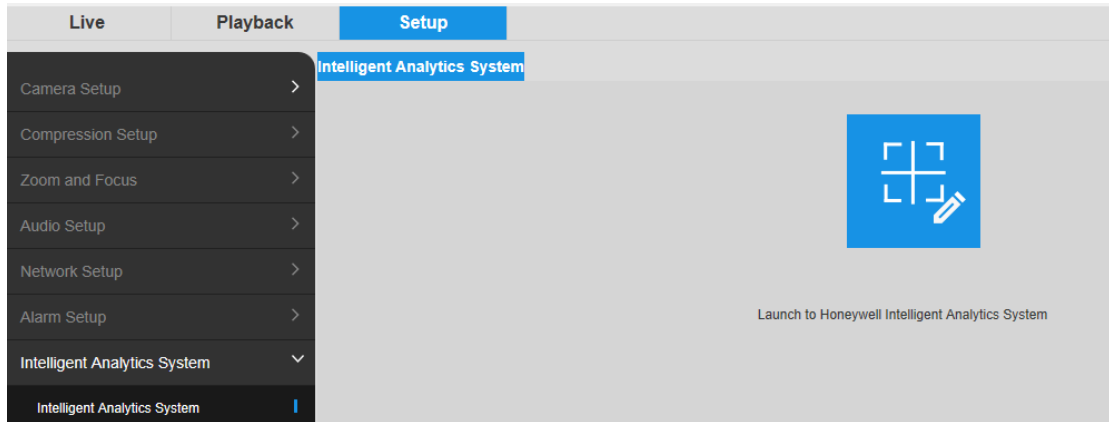 Live
Playback
Setup
Intelligent Analytics System
Camera Setup
Compression Setup
Zoom and Focus
Audio Setup
Network Setup
Alarm Setup
Intelligent Analytics System
Intelligent Analytics System
Launch to Honeywell Intelligent Analytics System